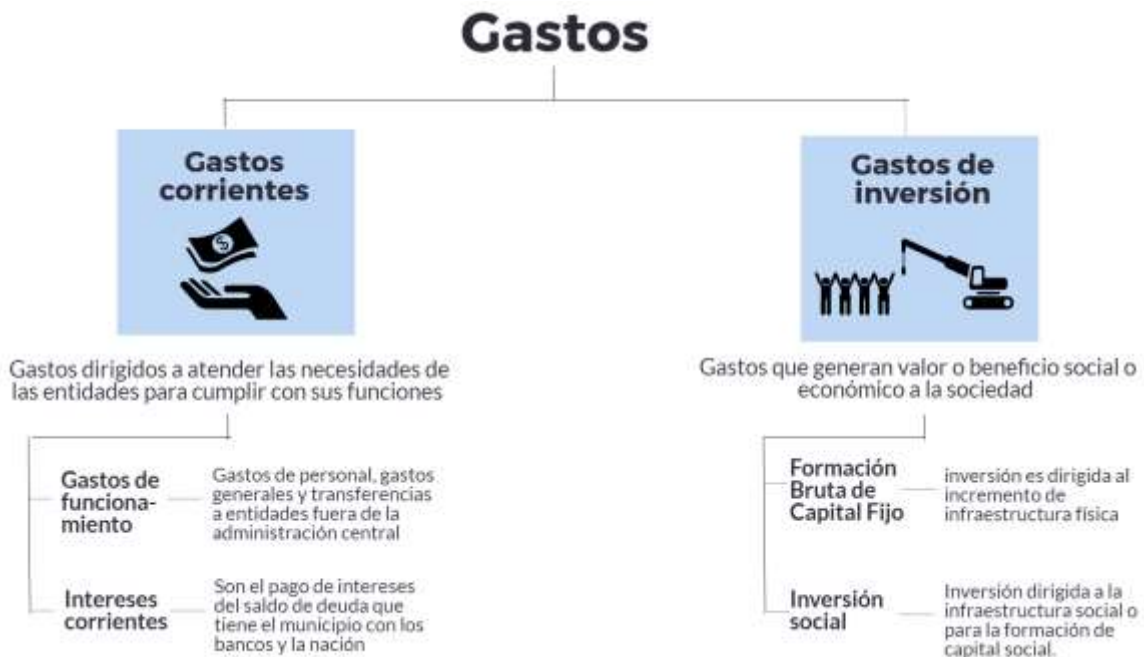 Gastos
Gastos
corrientes
Gastos dirigidos a atender las necesidades de
las entidades para cumplir con sus funciones
Gastos de
funciona-
miento
Gastos de personal, gastos
generales y transferencias
a entidades fuera de la
administración central
Intereses
corrientes
Son el pago de intereses
del saldo de deuda que
tiene el municipio con los
bancos y la nación
Gastos de
inversión
Gastos que generan valor o beneficio social o
económico a la sociedad
Formación
Bruta de
Capital Fijo
inversión es dirigida al
incremento de
infraestructura física
Inversión
social
Inversión dirigida a la
infraestructura social o
para la formación de
capital social.